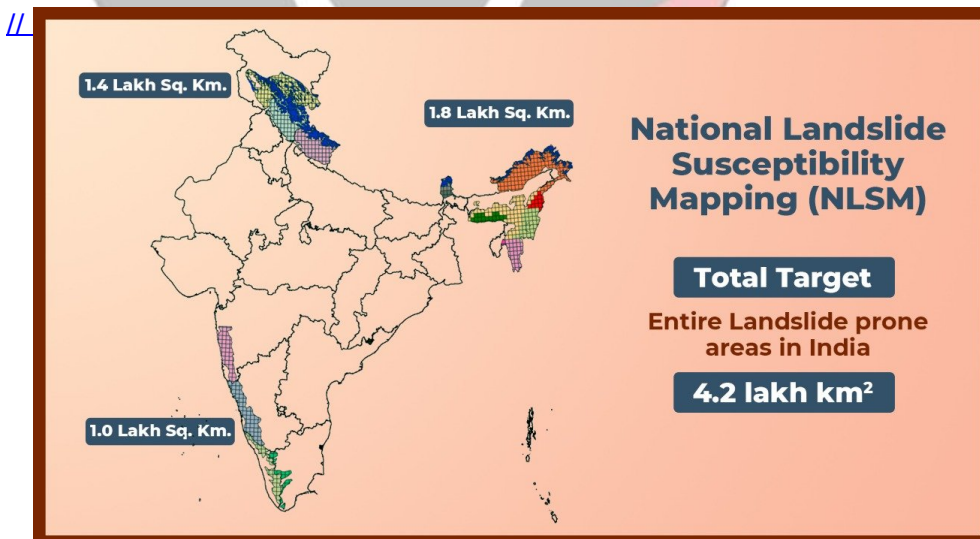 //
1.4 Lakh Sq. Km.
1.8 Lakh Sq. Km.
National Landslide
Susceptibility
Mapping (NLSM)
Total Target
Entire Landslide prone
areas in India
4.2 lakh km²
1.0 Lakh Sq. Km.